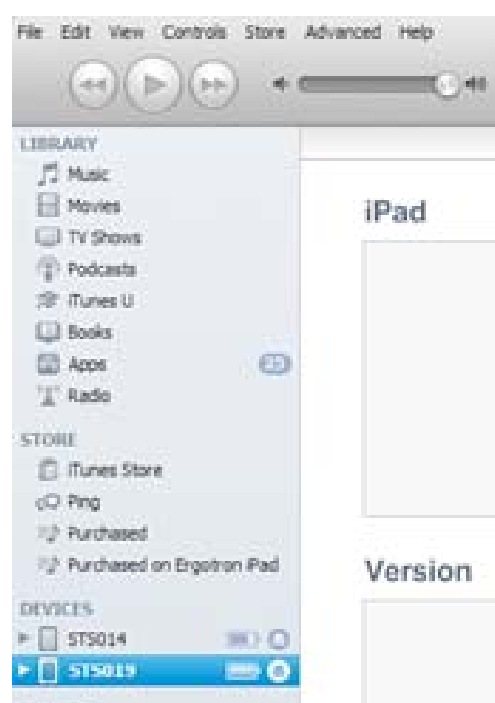 File Edit View Controls Store Advanced Help
LIBRARY
Music
Movies
TV Shows
Podcasts
iTunes U
Books
Apps
Radio
STORE
iTunes Store
Ping
Purchased
Purchased on Ergotron iPad
DEVICES
STS014
STS019
iPad
Version